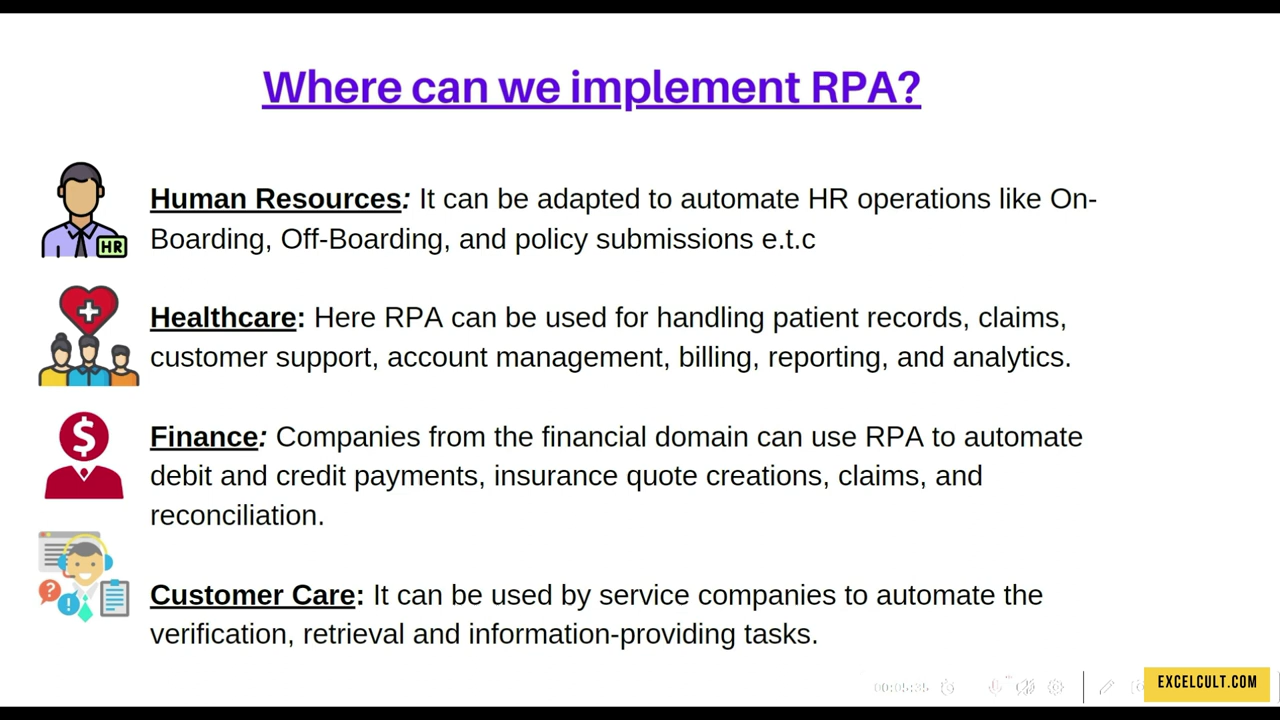 Where can we implement RPA?
Human Resources: It can be adapted to automate HR operations like On-
Boarding, Off-Boarding, and policy submissions e.t.c
HR
Healthcare: Here RPA can be used for handling patient records, claims,
customer support, account management, billing, reporting, and analytics.
$
Finance: Companies from the financial domain can use RPA to automate
debit and credit payments, insurance quote creations, claims, and
reconciliation.
?
!
Customer Care: It can be used by service companies to automate the
verification, retrieval and information-providing tasks.
00:05:35
EXCELCULT.COM